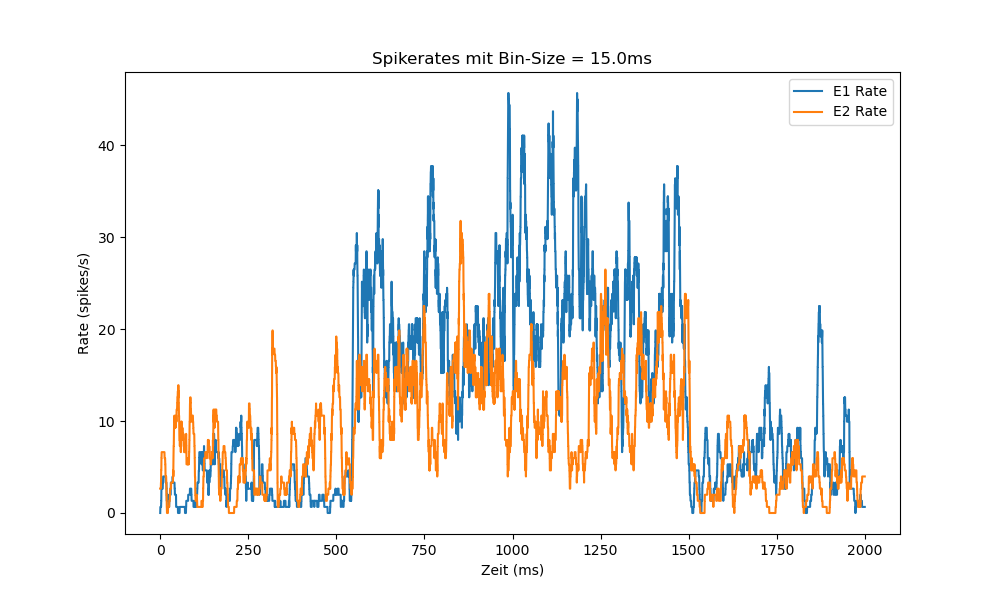 Spikerates mit Bin-Size = 15.0ms
E1 Rate
E2 Rate
Rate (spikes/s)
40
30
20
10
0
0 250 500 750 1000 1250 1500 1750 2000
Zeit (ms)